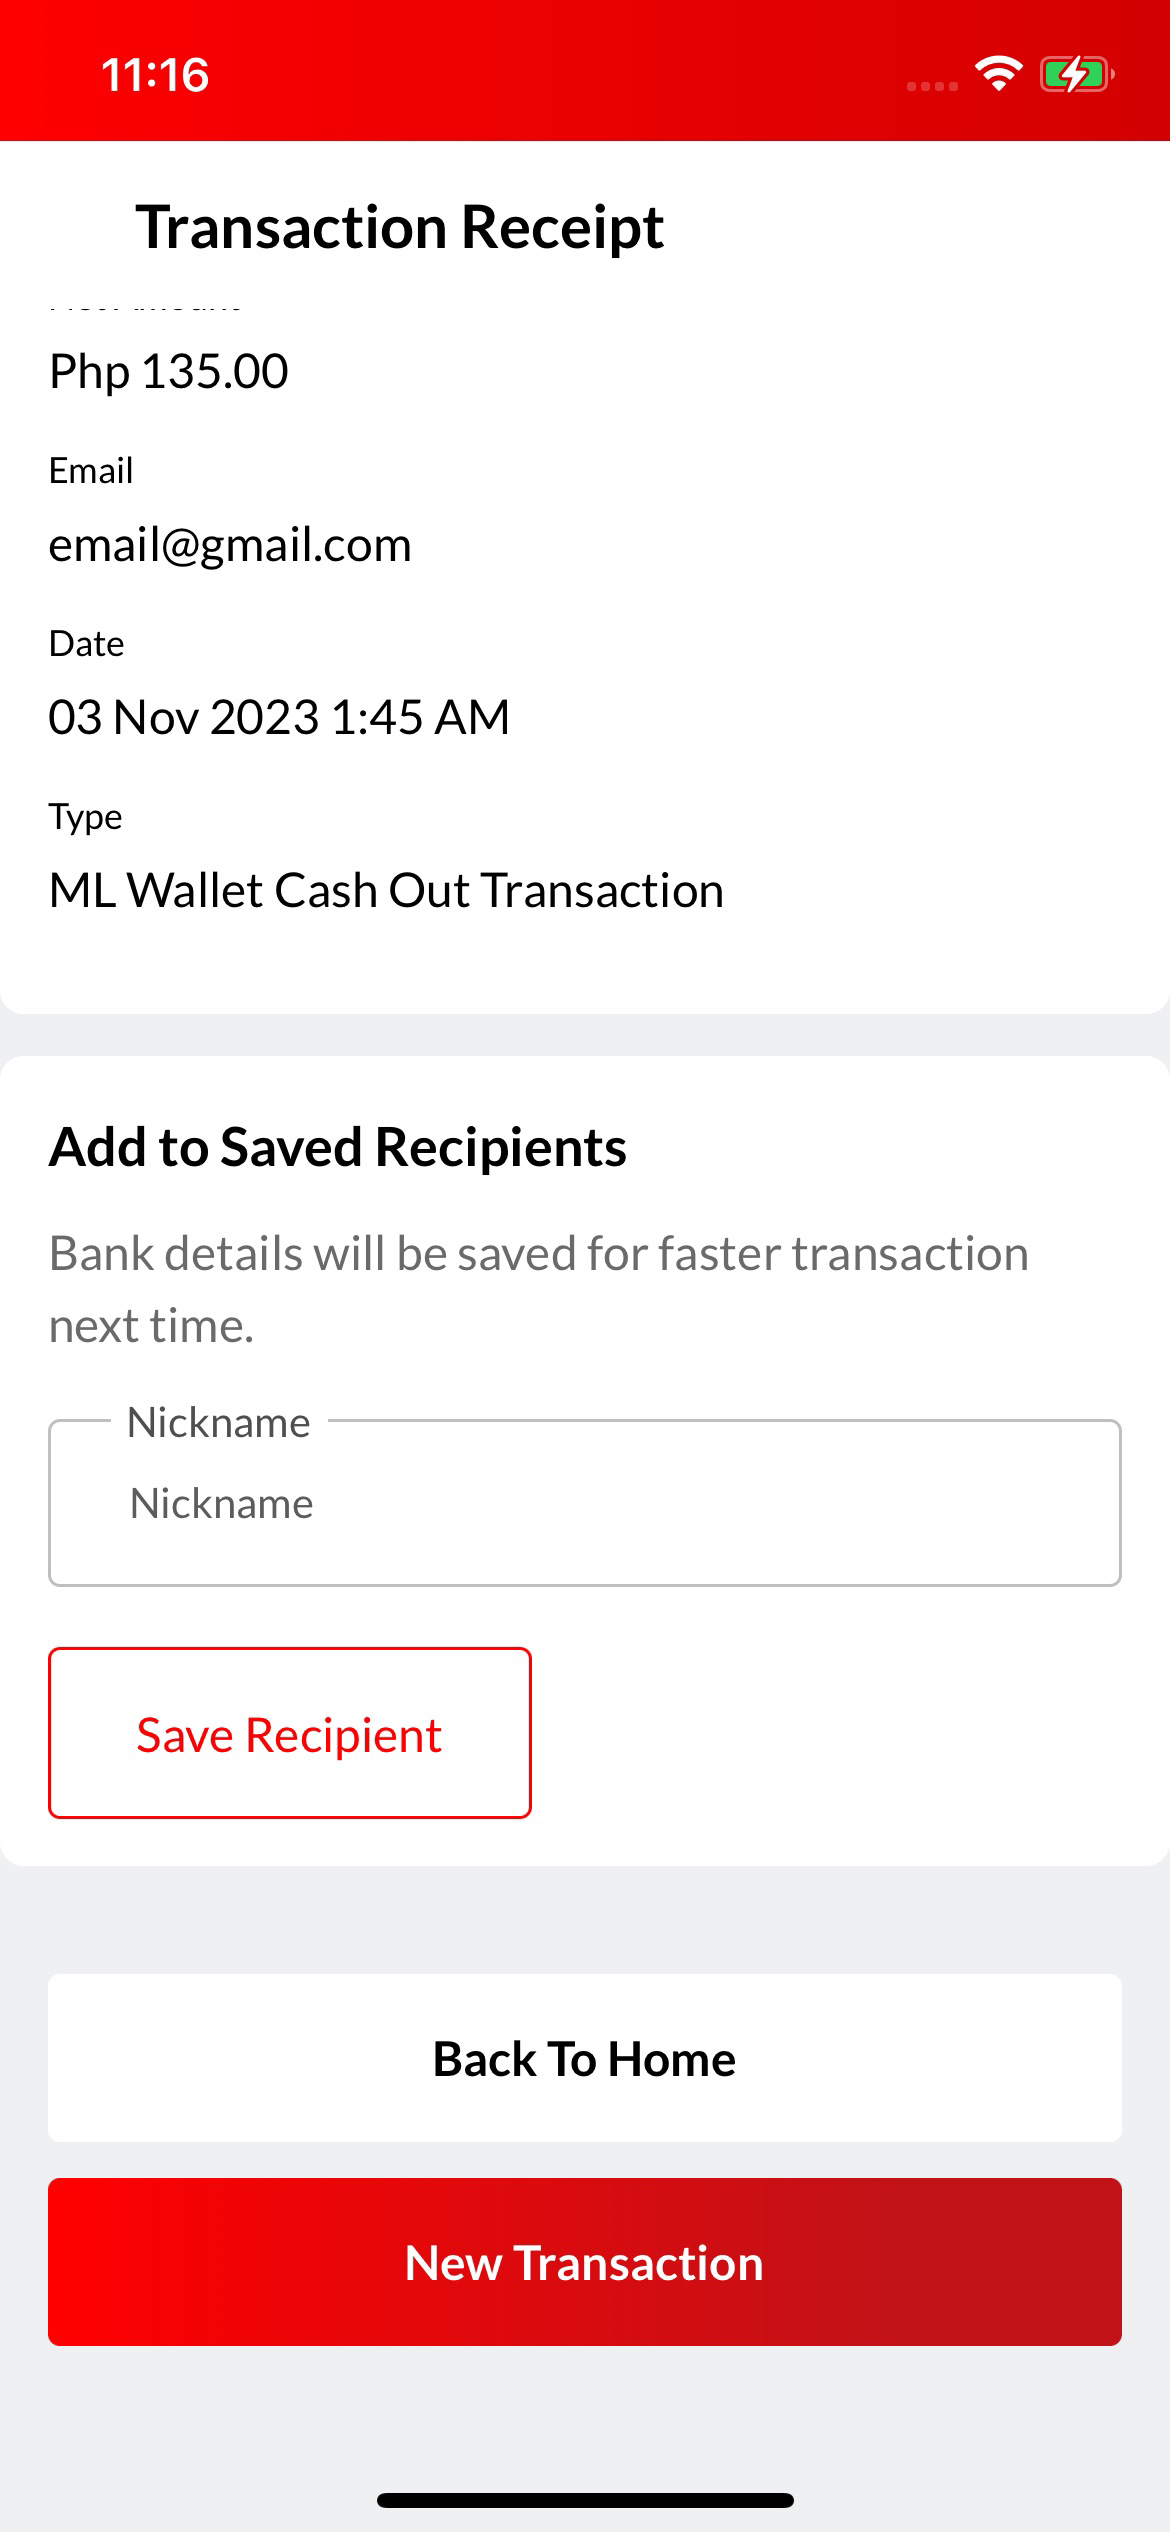 11:16
Transaction Receipt
Php 135.00
Email
email@gmail.com
Date
03 Nov 2023 1:45 AM
Type
ML Wallet Cash Out Transaction
Add to Saved Recipients
Bank details will be saved for faster transaction
next time.
Nickname
Nickname
Save Recipient
Back To Home
New Transaction